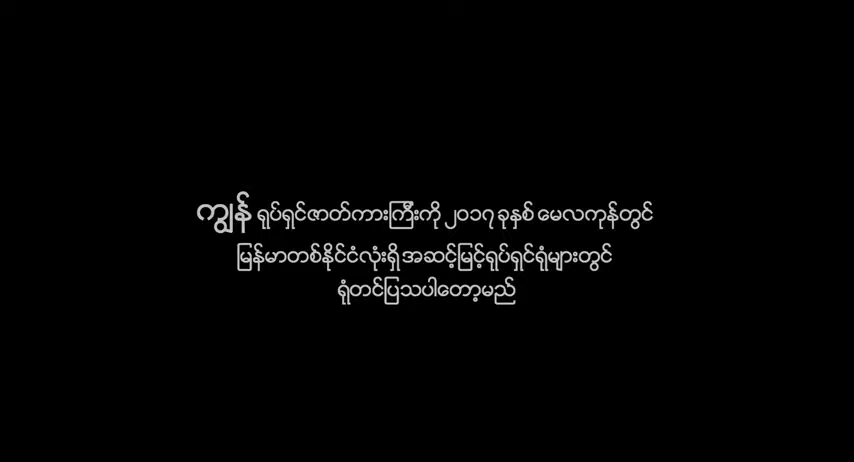 ကျွန် ရုပ်ရှင်ဇာတ်ကားကြီးကို ၂၀၁၇ ခုနှစ် မေလကုန်တွင်
မြန်မာတစ်နိုင်ငံလုံးရှိ အဆင့်မြင့်ရုပ်ရှင်ရုံများတွင်
ရုံတင်ပြသပါတော့မည်